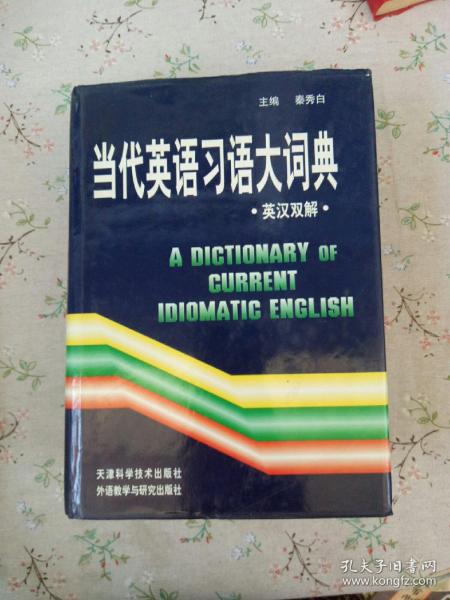 主编 秦秀白
当代英语习语大词典
·英汉双解·
A DICTIONARY OF
CURRENT
IDIOMATIC ENGLISH
天津科学技术出版社
外语教学与研究出版社
孔夫子旧书网
www.kongfz.com